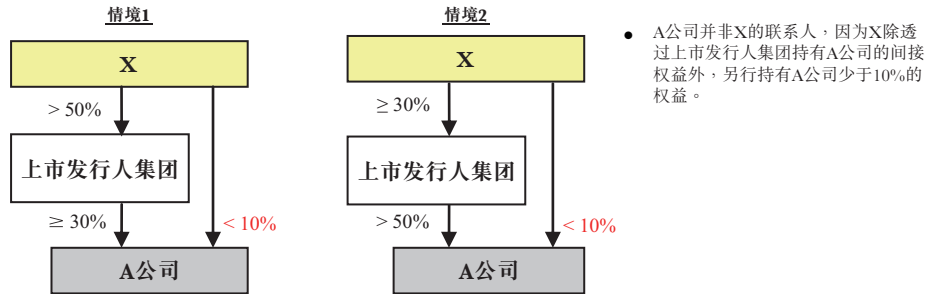 情境1
X
> 50%
上市发行人集团
≥ 30%
< 10%
A公司
情境2
X
≥ 30%
上市发行人集团
> 50%
< 10%
A公司
● A公司并非X的联系人，因为X除透
过上市发行人集团持有A公司的间接
权益外，另行持有A公司少于10%的
权益。